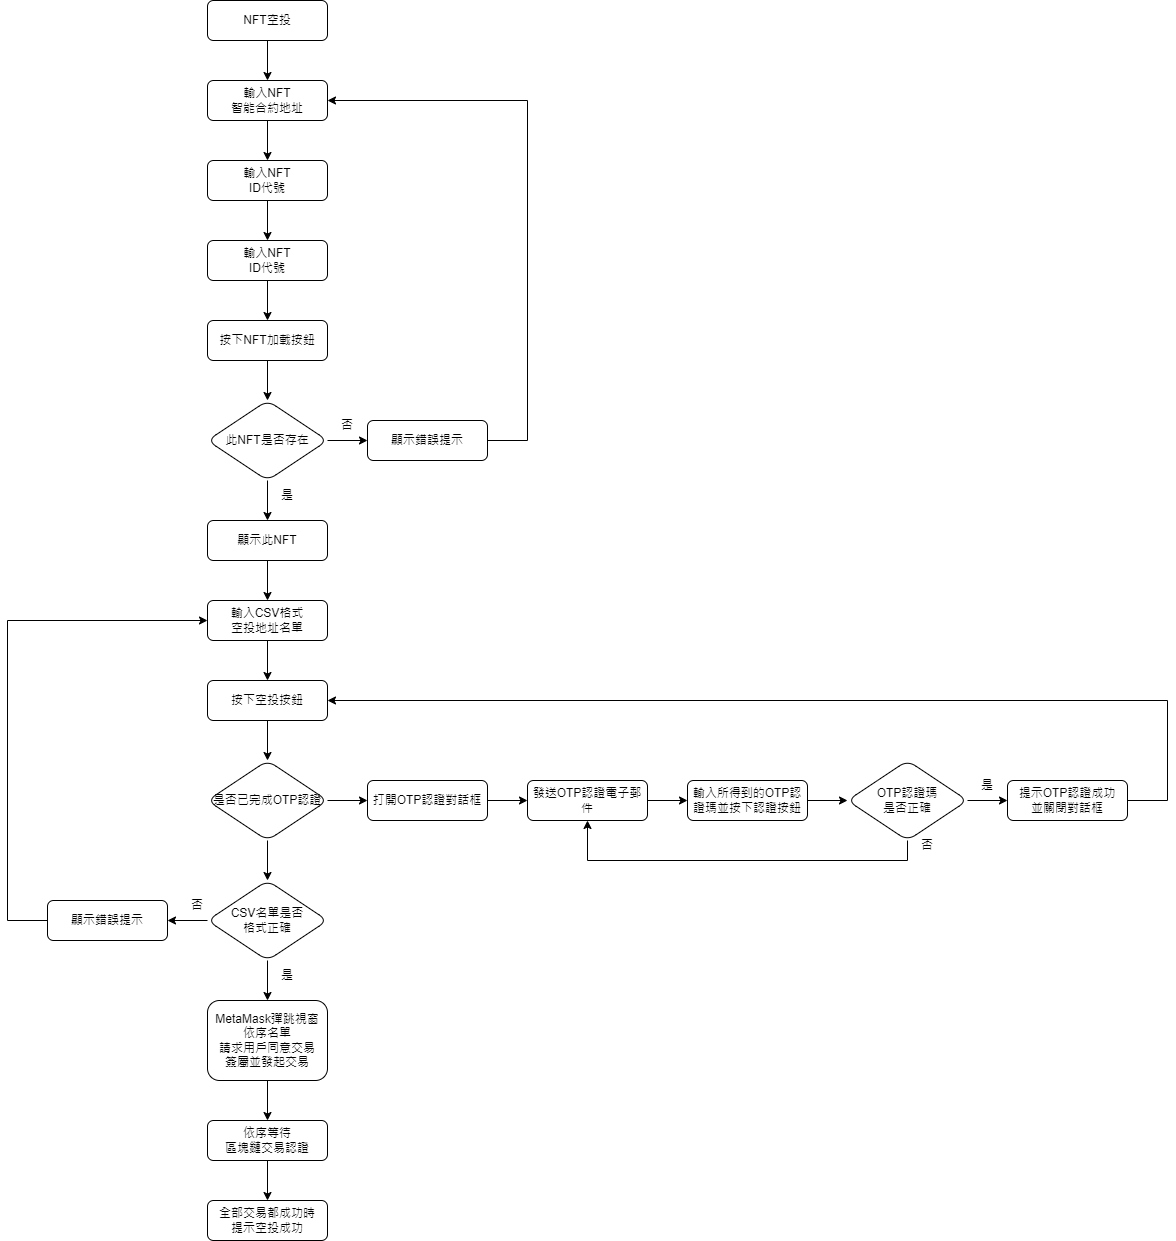 NFT空投
輸入NFT
智能合約地址
輸入NFT
ID代號
輸入NFT
ID代號
按下NFT加載按鈕
此NFT是否存在
否
顯示錯誤提示
是
顯示此NFT
輸入CSV格式
空投地址名單
按下空投按鈕
是否已完成OTP認證
打開OTP認證對話框
發送OTP認證電子郵
件
輸入所得到的OTP認
證瑪並按下認證按鈕
OTP認證瑪
是否正確
是
提示OTP認證成功
並關閉對話框
否
CSV名單是否
格式正確
否
顯示錯誤提示
是
MetaMask彈跳視窗
依序名單
請求用戶同意交易
簽屬並發起交易
依序等待
區塊鏈交易認證
全部交易都成功時
提示空投成功